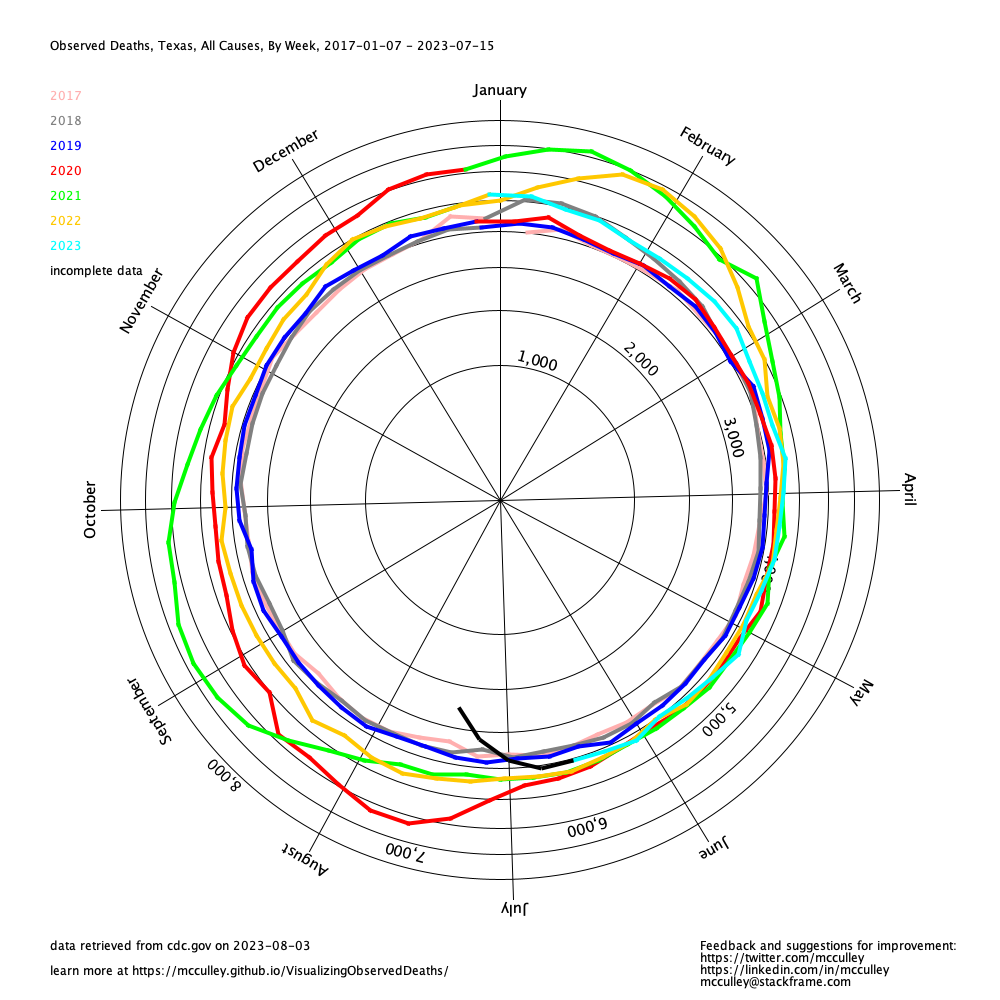 Observed Deaths, Texas, All Causes, By Week, 2017-01-07 - 2023-07-15
January
2017
2018
2019
2020
2021
2022
2023
incomplete data
December
February
November
March
1,000
2,000
3,000
October
April
September
May
5,000
8,000
6,000
7,000
August
June
July
data retrieved from cdc.gov on 2023-08-03
learn more at https://mcculley.github.io/VisualizingObservedDeaths/
Feedback and suggestions for improvement:
https://twitter.com/mcculley
https://linkedin.com/in/mcculley
mcculley@stackframe.com